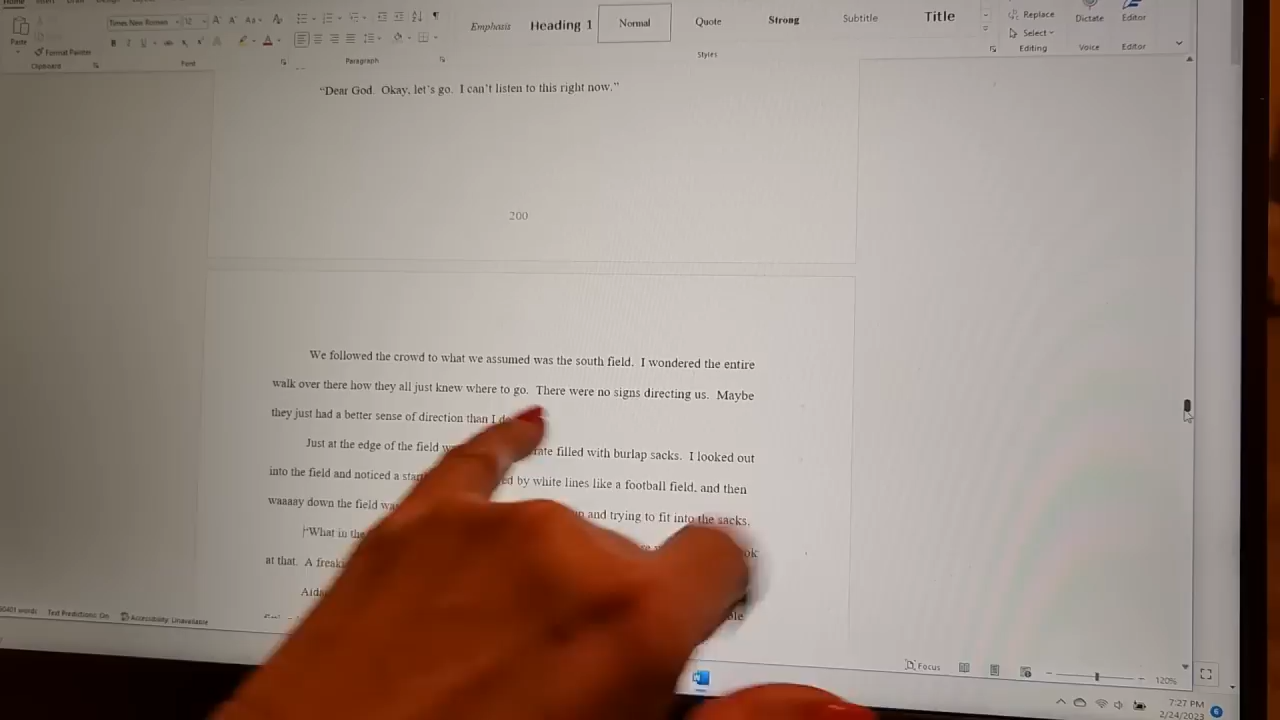 Paste
Format Painter
Clipboard
Times New Roman
12
Font
Paragraph
Emphasis
Heading 1
Normal
Quote
Strong
Subtitle
Title
Styles
Replace
Select
Editing
Dictate
Voice
Editor
Editor
“Dear God. Okay, let’s go. I can’t listen to this right now.”
200
We followed the crowd to what we assumed was the south field. I wondered the entire
walk over there how they all just knew where to go. There were no signs directing us. Maybe
they just had a better sense of direction than I
Just at the edge of the field filled with burlap sacks. I looked out
into the field and noticed a by white lines like a football field, and then
waaaay down the field and trying to fit into the sacks.
“What in the
at that. A
words
Text Predictions: On
Accessibility: Unavailable
Focus
120%
7:27 PM
2/24/2023
6